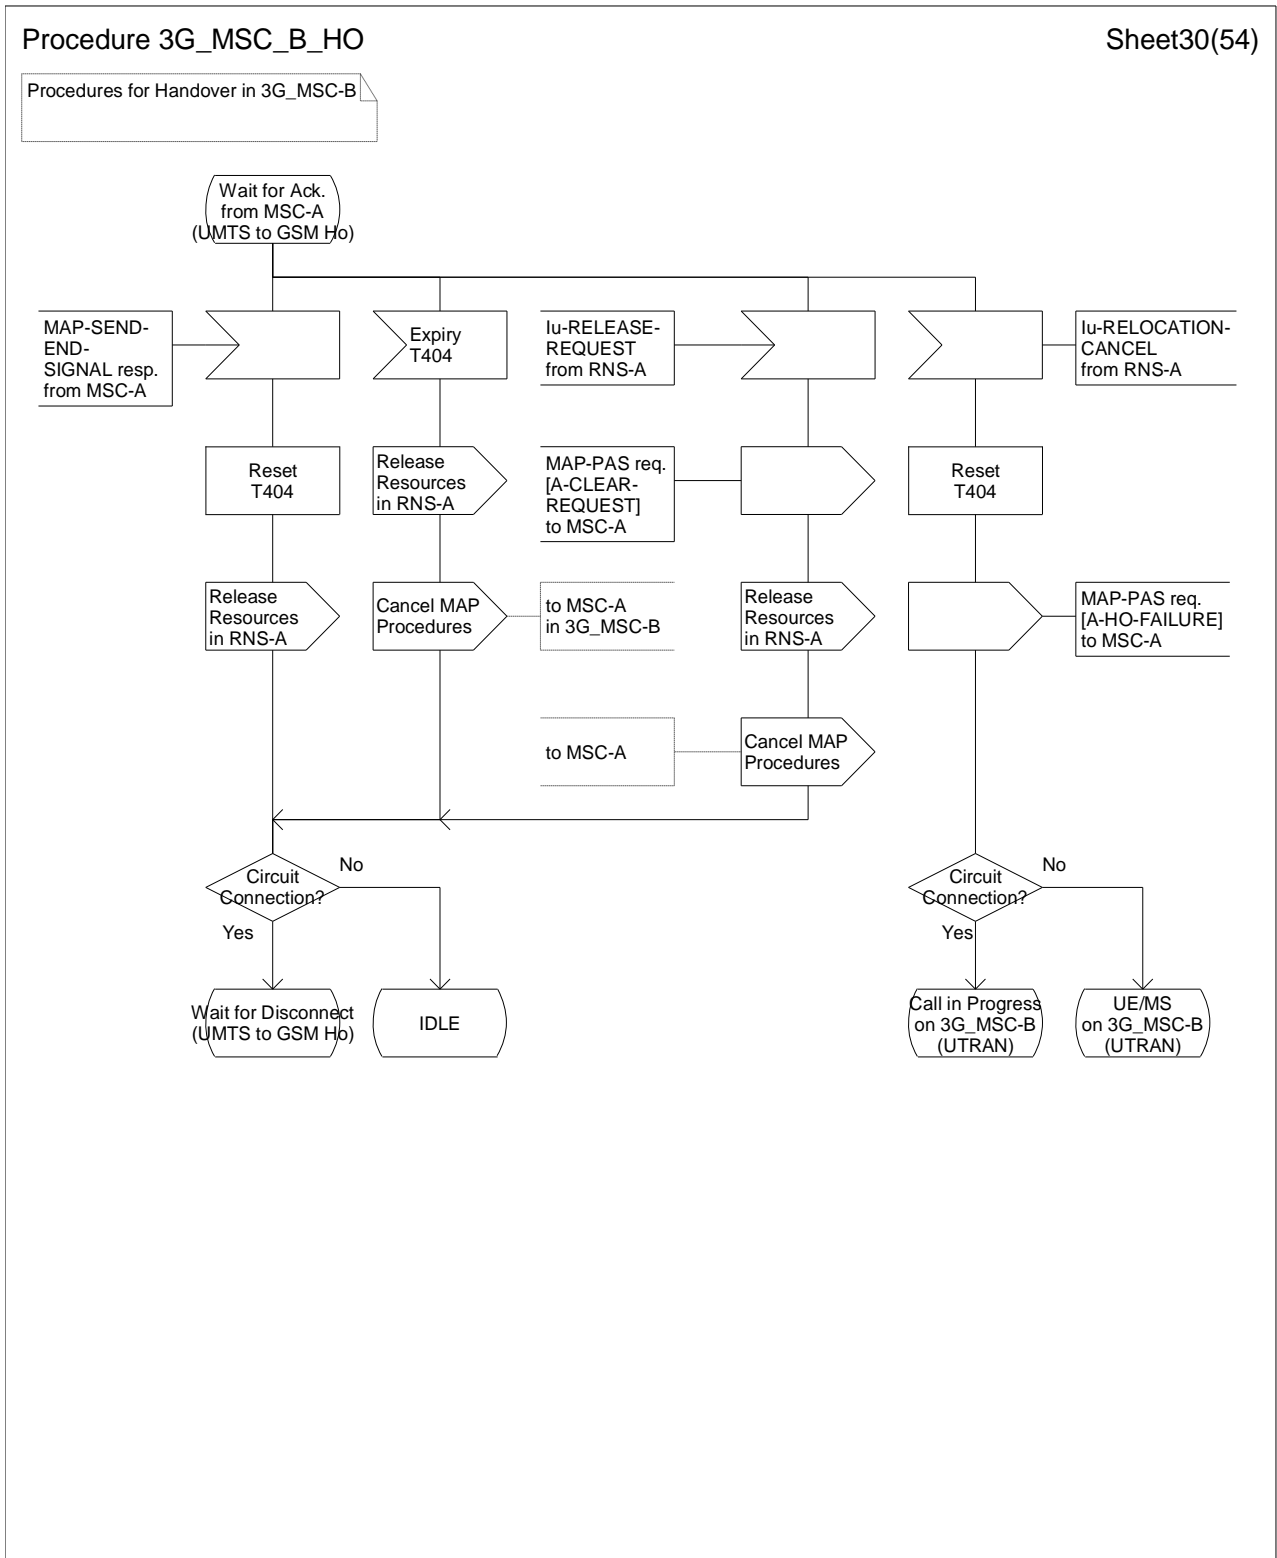 Procedure 3G_MSC_B_HO
Sheet30(54)
Procedures for Handover in 3G_MSC-B
Wait for Ack.
from MSC-A
(UMTS to GSM Ho)
MAP-SEND-
END-
SIGNAL resp.
from MSC-A
Expiry
T404
Iu-RELEASE-
REQUEST
from RNS-A
Iu-RELOCATION-
CANCEL
from RNS-A
Reset
T404
Release
Resources
in RNS-A
MAP-PAS req.
[A-CLEAR-
REQUEST]
to MSC-A
Reset
T404
Release
Resources
in RNS-A
Cancel MAP
Procedures
to MSC-A
in 3G_MSC-B
Release
Resources
in RNS-A
MAP-PAS req.
[A-HO-FAILURE]
to MSC-A
to MSC-A
Cancel MAP
Procedures
Circuit
Connection?
No
Yes
Circuit
Connection?
No
Yes
Wait for Disconnect
(UMTS to GSM Ho)
IDLE
Call in Progress
on 3G_MSC-B
(UTRAN)
UE/MS
on 3G_MSC-B
(UTRAN)